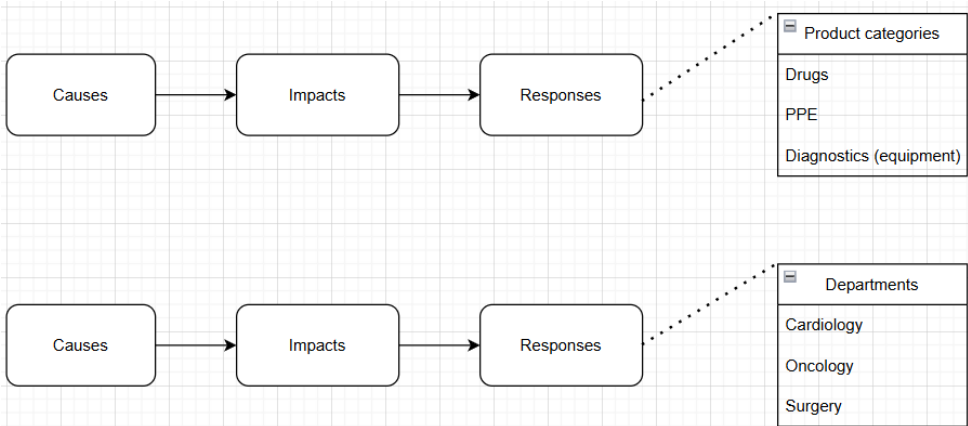 Product categories
Causes
Impacts
Responses
Drugs
PPE
Diagnostics (equipment)
Departments
Causes
Impacts
Responses
Cardiology
Oncology
Surgery